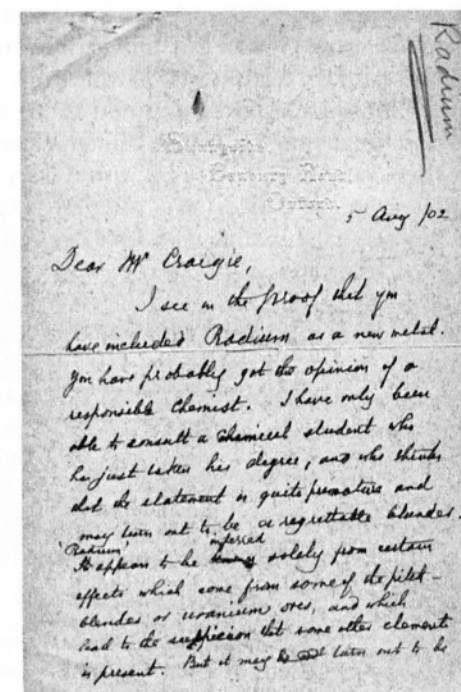 Radium
Banbury Road,
Oxford.
5 Aug /02
Dear Mr Craigie,
I see in the proof that you
have included Radium as a new metal.
You have probably got the opinion of a
responsible chemist. I have only been
able to consult a chemical student who
has just taken his degree, and who thinks
that the statement is quite premature and
may turn out to be a regrettable blunder.
'Radium' inferred
It appears to be solely from certain
effects which come from some of the pitch-
blendes or uranium ores, and which
lead to the suspicion that some other element
is present. But it may turn out to be